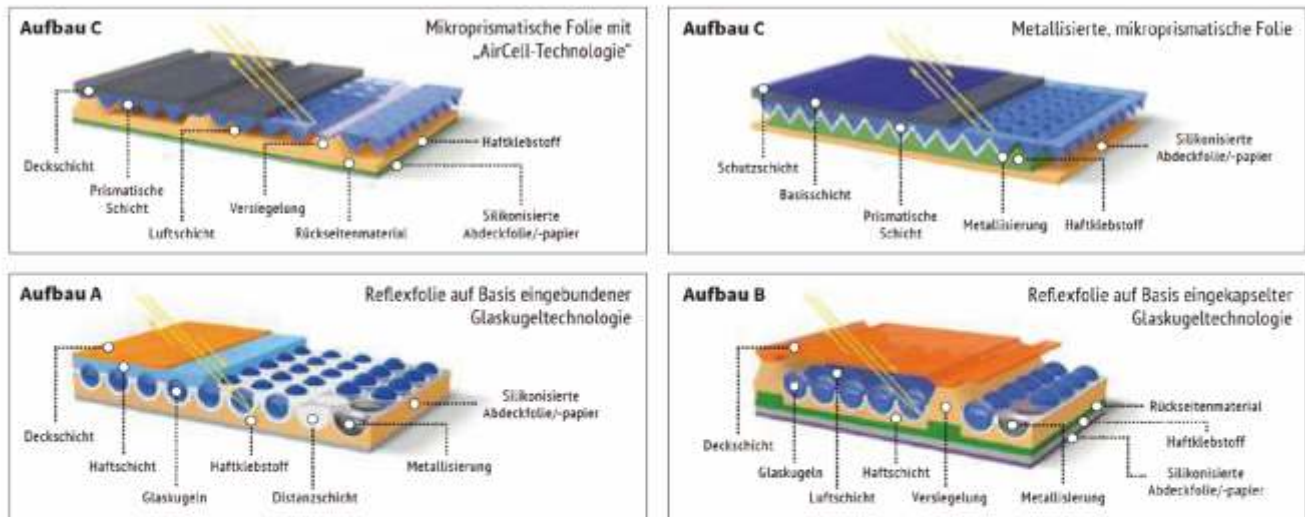 Aufbau C
Mikroprismatische Folie mit
„AirCell-Technologie“
Deckschicht
Prismatische
Schicht
Luftschicht
Versiegelung
Rückseitenmaterial
Haftklebstoff
Silikonisierte
Abdeckfolie/-papier
Aufbau C
Metallisierte, mikroprismatische Folie
Schutzschicht
Basisschicht
Prismatische
Schicht
Metallisierung
Haftklebstoff
Silikonisierte
Abdeckfolie/-papier
Aufbau A
Reflexfolie auf Basis eingebundener
Glaskugeltechnologie
Deckschicht
Haftschicht
Glaskugeln
Haftklebstoff
Distanzschicht
Metallisierung
Silikonisierte
Abdeckfolie/-papier
Aufbau B
Reflexfolie auf Basis eingekapselter
Glaskugeltechnologie
Deckschicht
Glaskugeln
Luftschicht
Haftschicht
Versiegelung
Metallisierung
Rückseitenmaterial
Haftklebstoff
Silikonisierte
Abdeckfolie/-papier